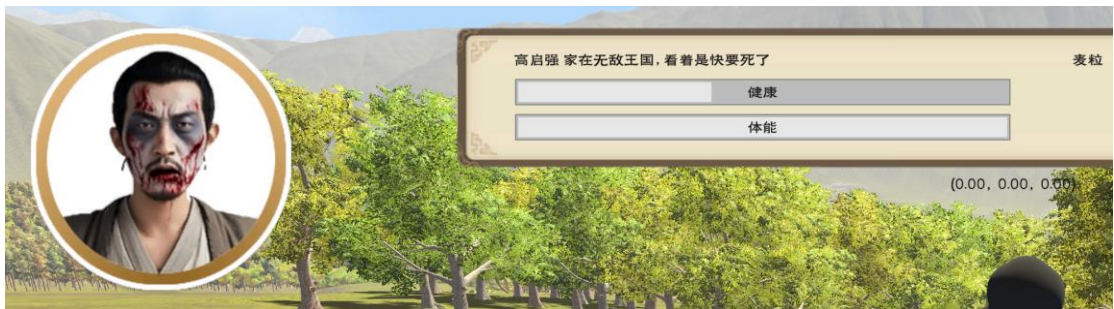 高启强 家在无敌王国，看着是快要死了 麦粒
健康
体能
(0.00, 0.00, 0.00)